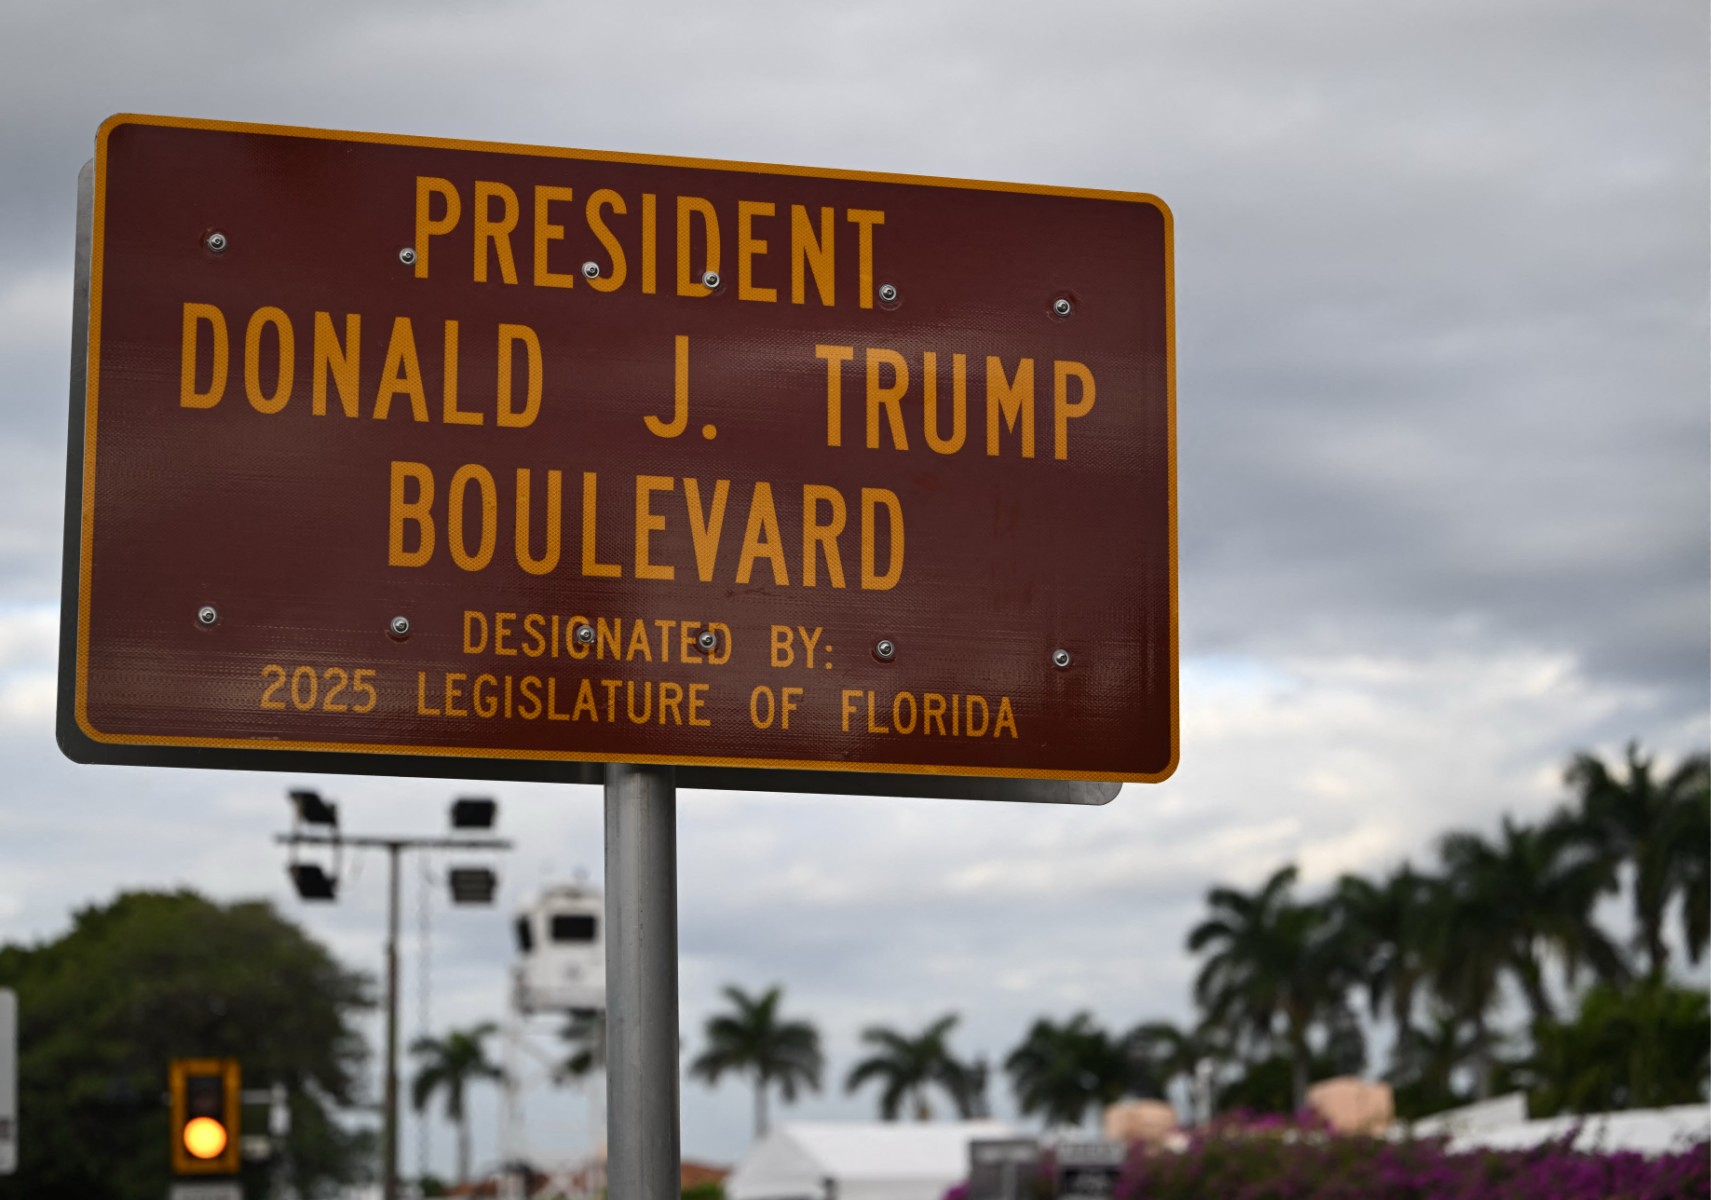 PRESIDENT
DONALD J. TRUMP
BOULEVARD
DESIGNATED BY:
2025 LEGISLATURE OF FLORIDA